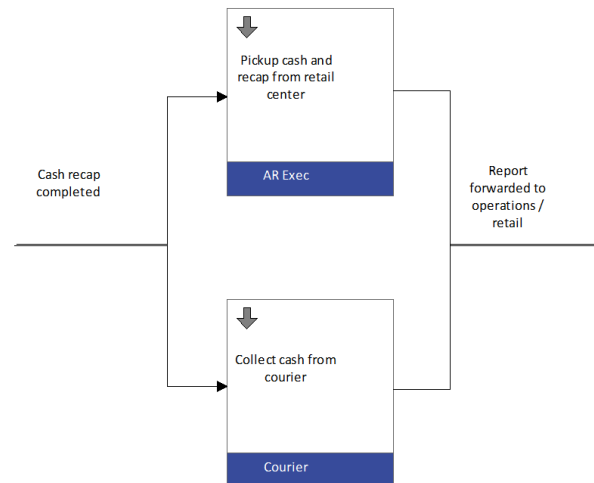 Pickup cash and
recap from retail
center
AR Exec
Cash recap
completed
Report
forwarded to
operations /
retail
Collect cash from
courier
Courier